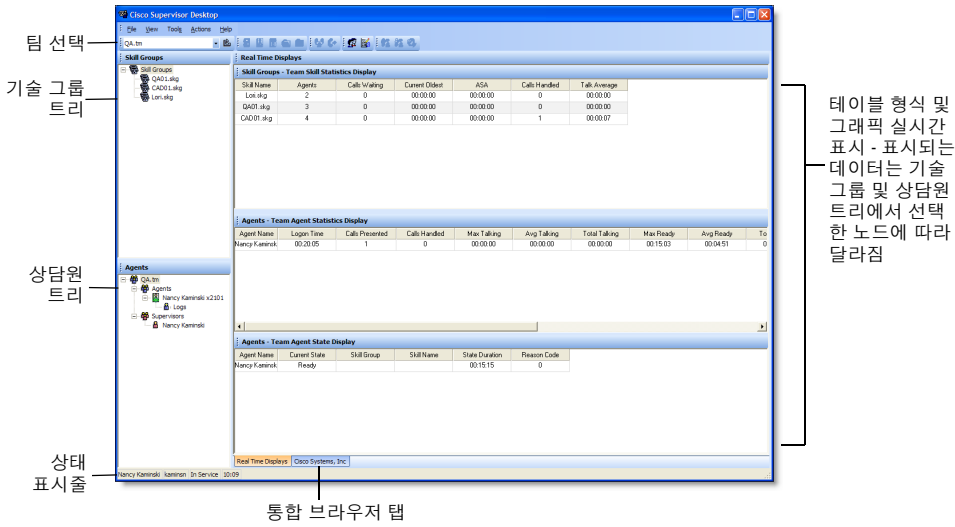 Cisco Supervisor Desktop
File View Tools Actions Help
팀 선택
QA.tm
Skill Groups
기술 그룹
트리
Skill Groups
QA01.skg
CAD01.skg
Lori.skg
Real Time Displays
Skill Groups - Team Skill Statistics Display
Skill Name Agents Calls Waiting Current Oldest ASA Calls Handled Talk Average
Lori.skg 2 0 00:00:00 00:00:00 0 00:00:00
QA01.skg 3 0 00:00:00 00:00:00 0 00:00:00
CAD01.skg 4 0 00:00:00 00:00:00 1 00:00:07
테이블 형식 및
그래픽 실시간
표시 - 표시되는
데이터는 기술
그룹 및 상담원
트리에서 선택
한 노드에 따라
달라짐
Agents - Team Agent Statistics Display
Agent Name Logon Time Calls Presented Calls Handled Max Talking Avg Talking Total Talking Max Ready Avg Ready To
Nancy Kaminsk 00:20:05 1 0 00:00:00 00:00:00 00:00:00 00:15:03 00:04:51 0
상담원
트리
Agents
QA.tm
Agents
Nancy Kaminski x2101
Logs
Supervisors
Nancy Kaminski
Agents - Team Agent State Display
Agent Name Current State Skill Group Skill Name State Duration Reason Code
Nancy Kaminsk Ready 00:15:15 0
Real Time Displays Cisco Systems, Inc
상태
표시줄
Nancy Kaminski kaminsn In Service 10:09
통합 브라우저 탭